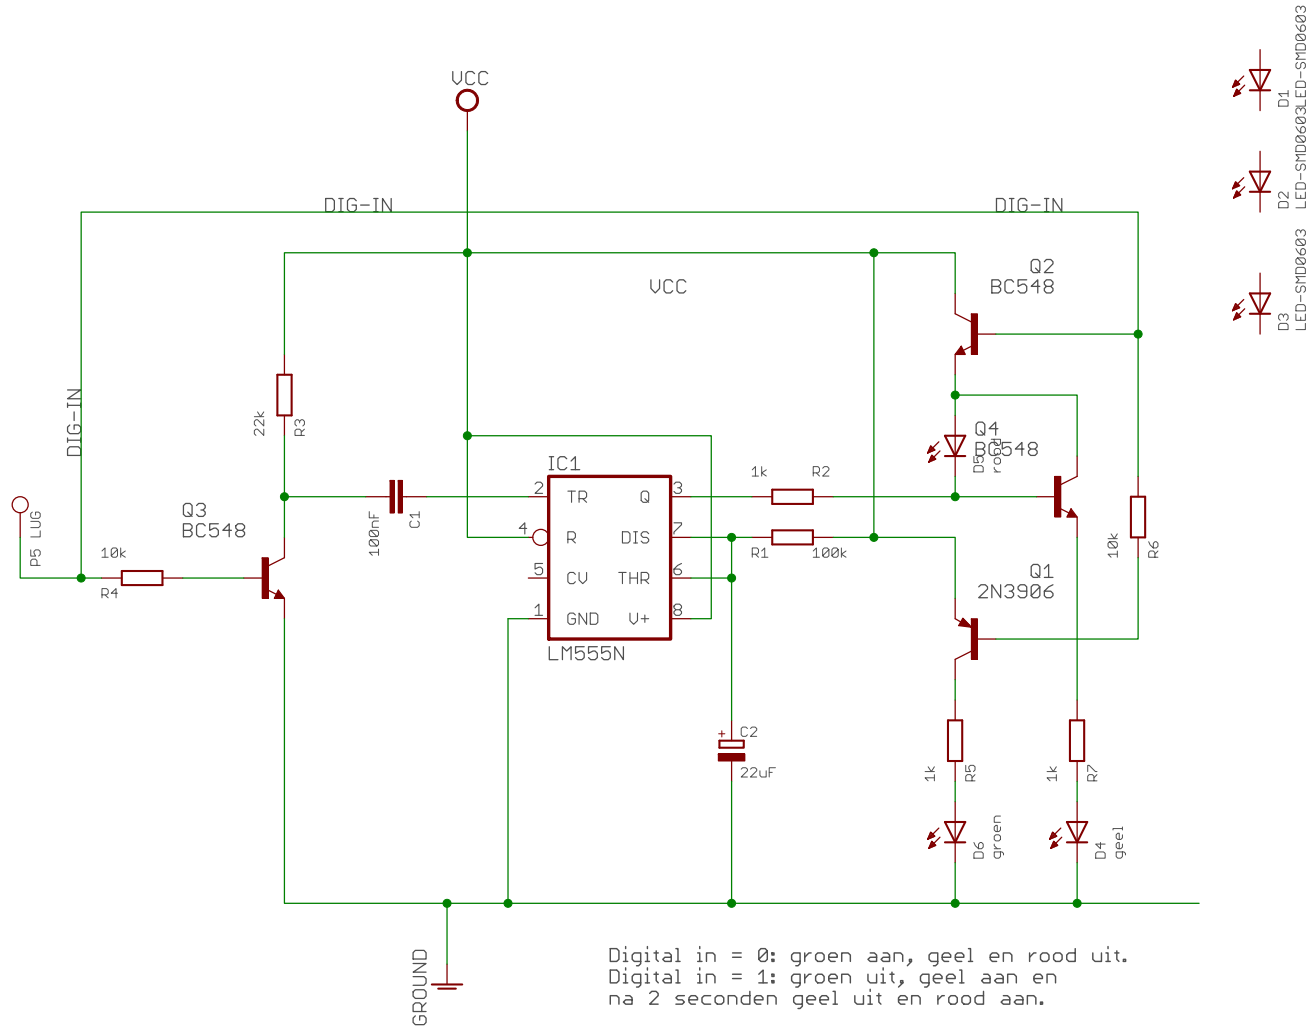 VCC
DIG-IN
DIG-IN
DIG-IN
VCC
Q2
BC548
D1
LED-SMD0603
D2
LED-SMD0603
D3
LED-SMD0603
22k
R3
Q4
BC548
D5
rood
IC1
2
TR
Q
3
4
R
DIS
7
5
CV
THR
6
1
GND
V+
8
LM555N
1k
R2
R1
100k
100nF
C1
Q3
BC548
P5 LUG
10k
R4
10k
R6
Q1
2N3906
+
C2
22uF
1k
R5
1k
R7
D6
groen
D4
geel
GROUND
Digital in = 0: groen aan, geel en rood uit.
Digital in = 1: groen uit, geel aan en
na 2 seconden geel uit en rood aan.